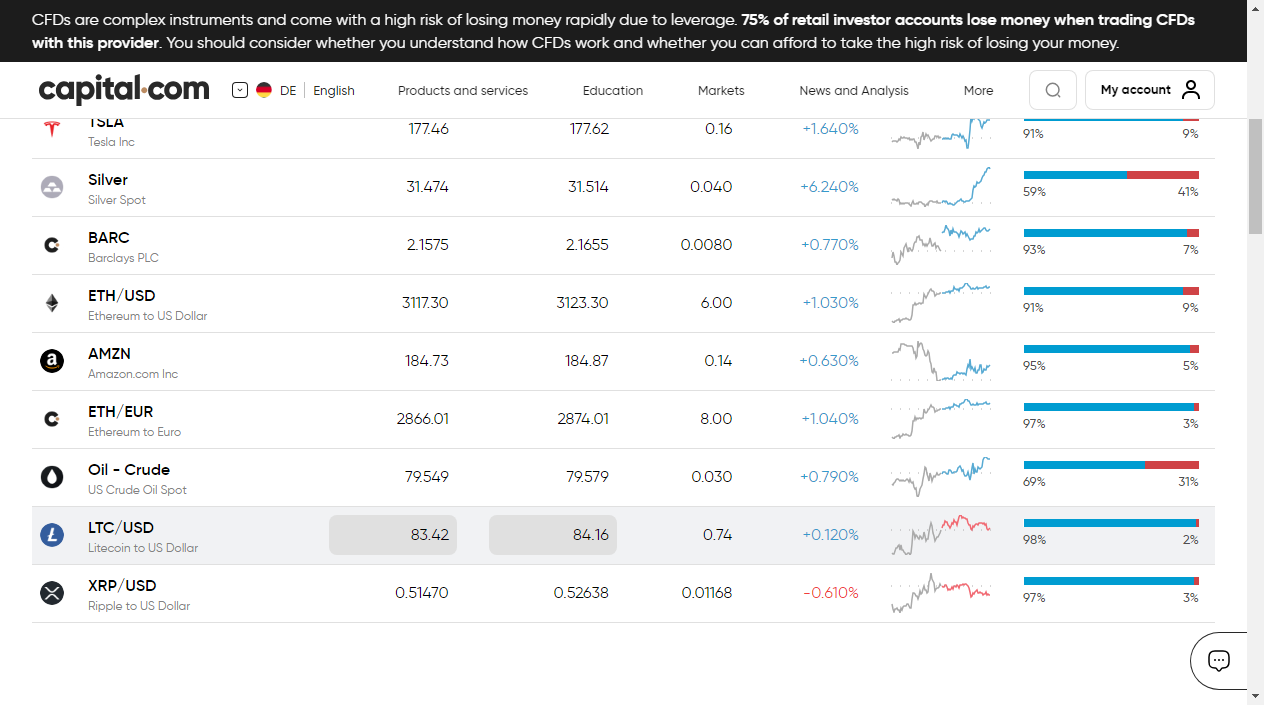 CFDs are complex instruments and come with a high risk of losing money rapidly due to leverage. 75% of retail investor accounts lose money when trading CFDs
with this provider. You should consider whether you understand how CFDs work and whether you can afford to take the high risk of losing your money.
capital.com DE English Products and services Education Markets News and Analysis More My account
TSLA
Tesla Inc
177.46 177.62 0.16 +1.640% 91% 9%
Silver
Silver Spot
31.474 31.514 0.040 +6.240% 59% 41%
BARC
Barclays PLC
2.1575 2.1655 0.0080 +0.770% 93% 7%
ETH/USD
Ethereum to US Dollar
3117.30 3123.30 6.00 +1.030% 91% 9%
AMZN
Amazon.com Inc
184.73 184.87 0.14 +0.630% 95% 5%
ETH/EUR
Ethereum to Euro
2866.01 2874.01 8.00 +1.040% 97% 3%
Oil - Crude
US Crude Oil Spot
79.549 79.579 0.030 +0.790% 69% 31%
LTC/USD
Litecoin to US Dollar
83.42 84.16 0.74 +0.120% 98% 2%
XRP/USD
Ripple to US Dollar
0.51470 0.52638 0.01168 -0.610% 97% 3%